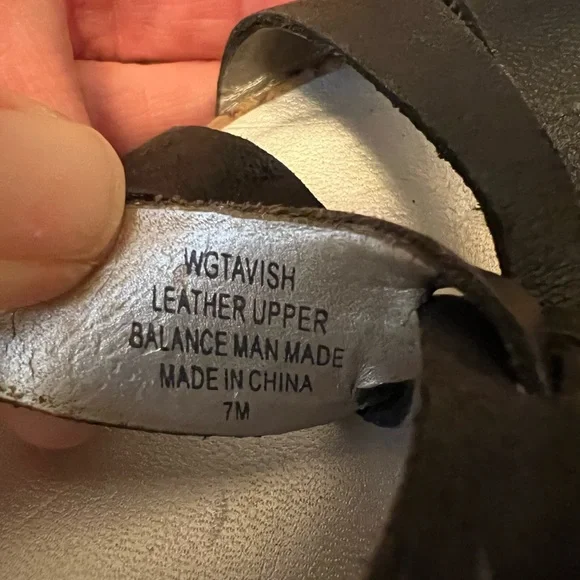 WGTAVISH
LEATHER UPPER
BALANCE MAN MADE
MADE IN CHINA
7M